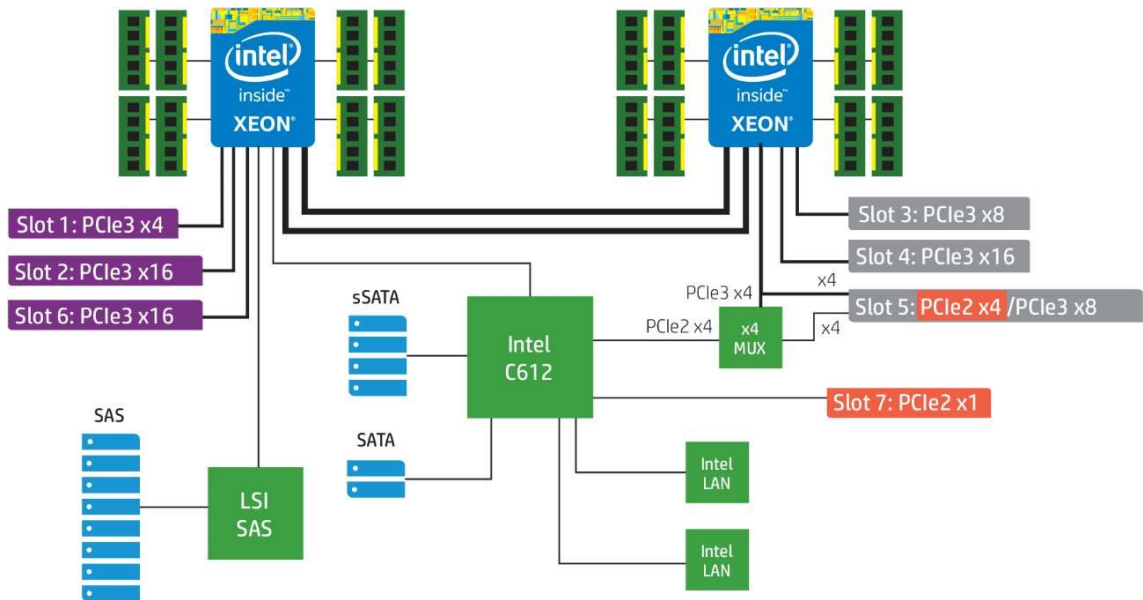 intel
inside™
XEON®
intel
inside™
XEON®
Slot 1: PCIe3 x4
Slot 2: PCIe3 x16
Slot 6: PCIe3 x16
Slot 3: PCIe3 x8
Slot 4: PCIe3 x16
x4
Slot 5: PCIe2 x4/PCIe3 x8
PCIe3 x4
sSATA
PCIe2 x4
x4
MUX
x4
Intel
C612
Slot 7: PCIe2 x1
SAS
SATA
Intel
LAN
LSI
SAS
Intel
LAN